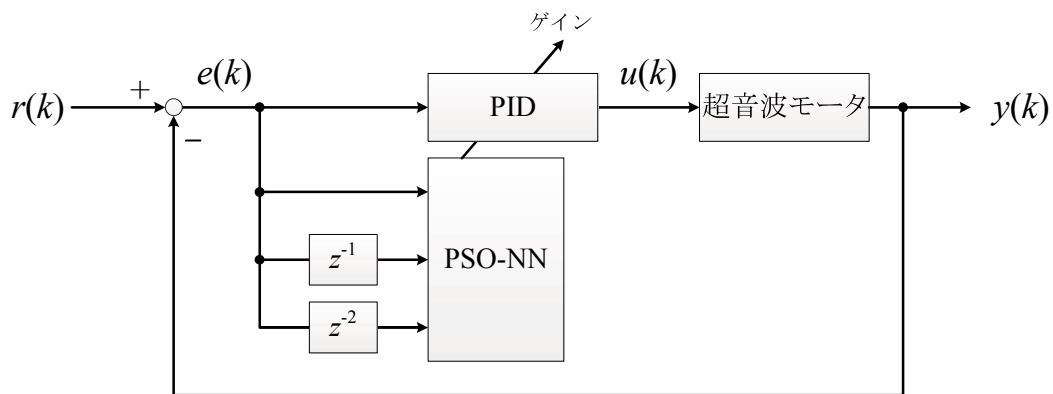 ゲイン
r(k)
+
−
e(k)
PID
u(k)
超音波モータ
y(k)
z⁻¹
z⁻²
PSO-NN